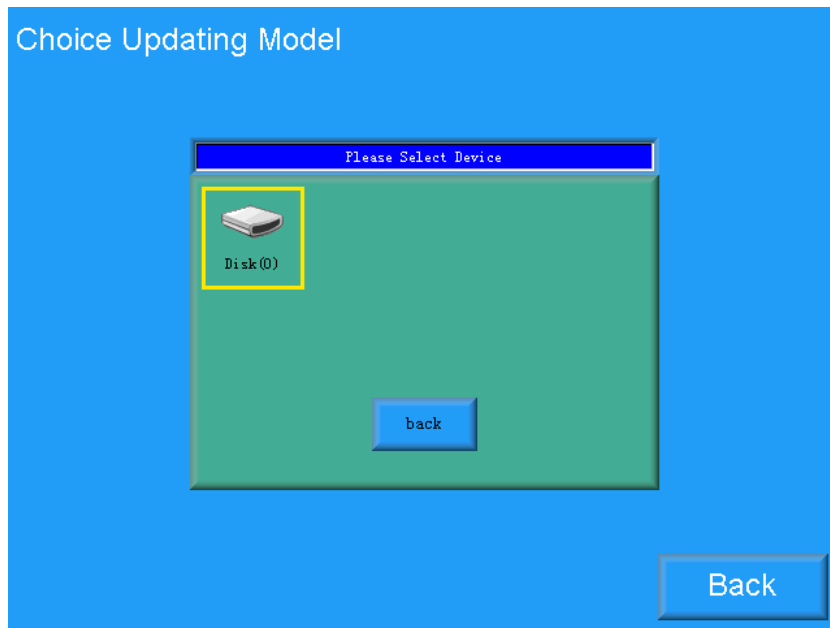 Choice Updating Model
Please Select Device
Disk(0)
back
Back